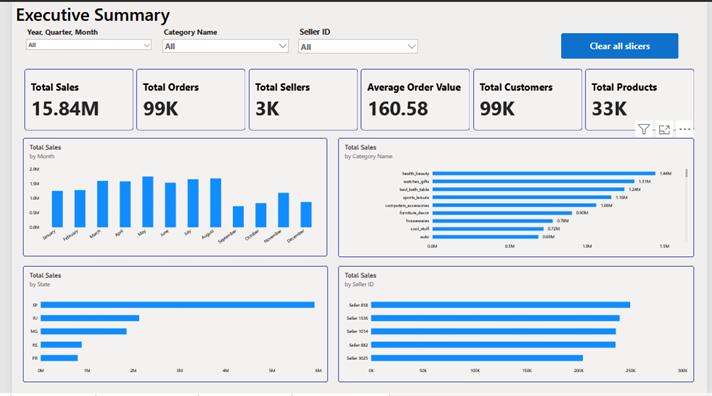 Executive Summary
Year, Quarter, Month
All
Category Name
All
Seller ID
All
Clear all slicers
Total Sales
15.84M
Total Orders
99K
Total Sellers
3K
Average Order Value
160.58
Total Customers
99K
Total Products
33K
Total Sales
by Month
2.0M
1.5M
1.0M
0.5M
0.0M
January
February
March
April
May
June
July
August
September
October
November
December
Total Sales
by Category Name
health_beauty 1.44M
watches_gifts 1.31M
bed_bath_table 1.24M
sports_leisure 1.16M
computers_accessories 1.06M
furniture_decor 0.90M
housewares 0.78M
cool_stuff 0.72M
auto 0.69M
0.0M 0.5M 1.0M 1.5M
Total Sales
by State
SP
RJ
MG
RS
PR
0M 1M 2M 3M 4M 5M 6M
Total Sales
by Seller ID
Seller 1536
Seller 1014
Seller 882
0K 50K 100K 150K 200K 250K 300K